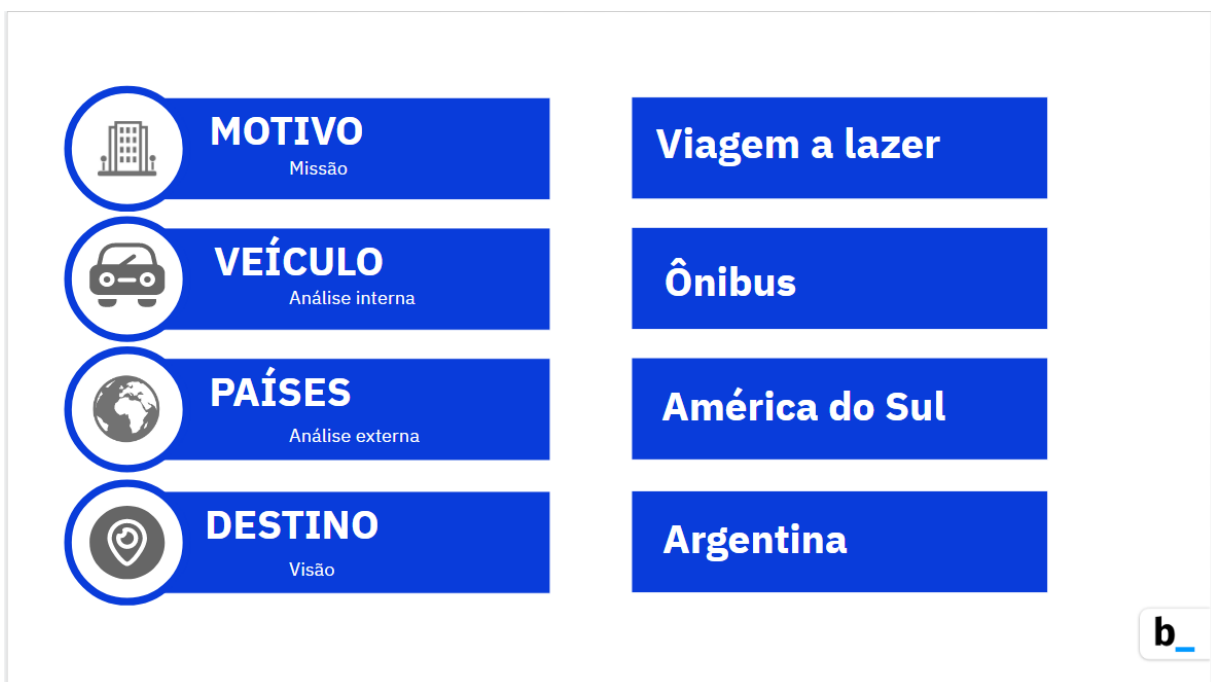 MOTIVO
Missão
Viagem a lazer
VEÍCULO
Análise interna
Ônibus
PAÍSES
Análise externa
América do Sul
DESTINO
Visão
Argentina
b_